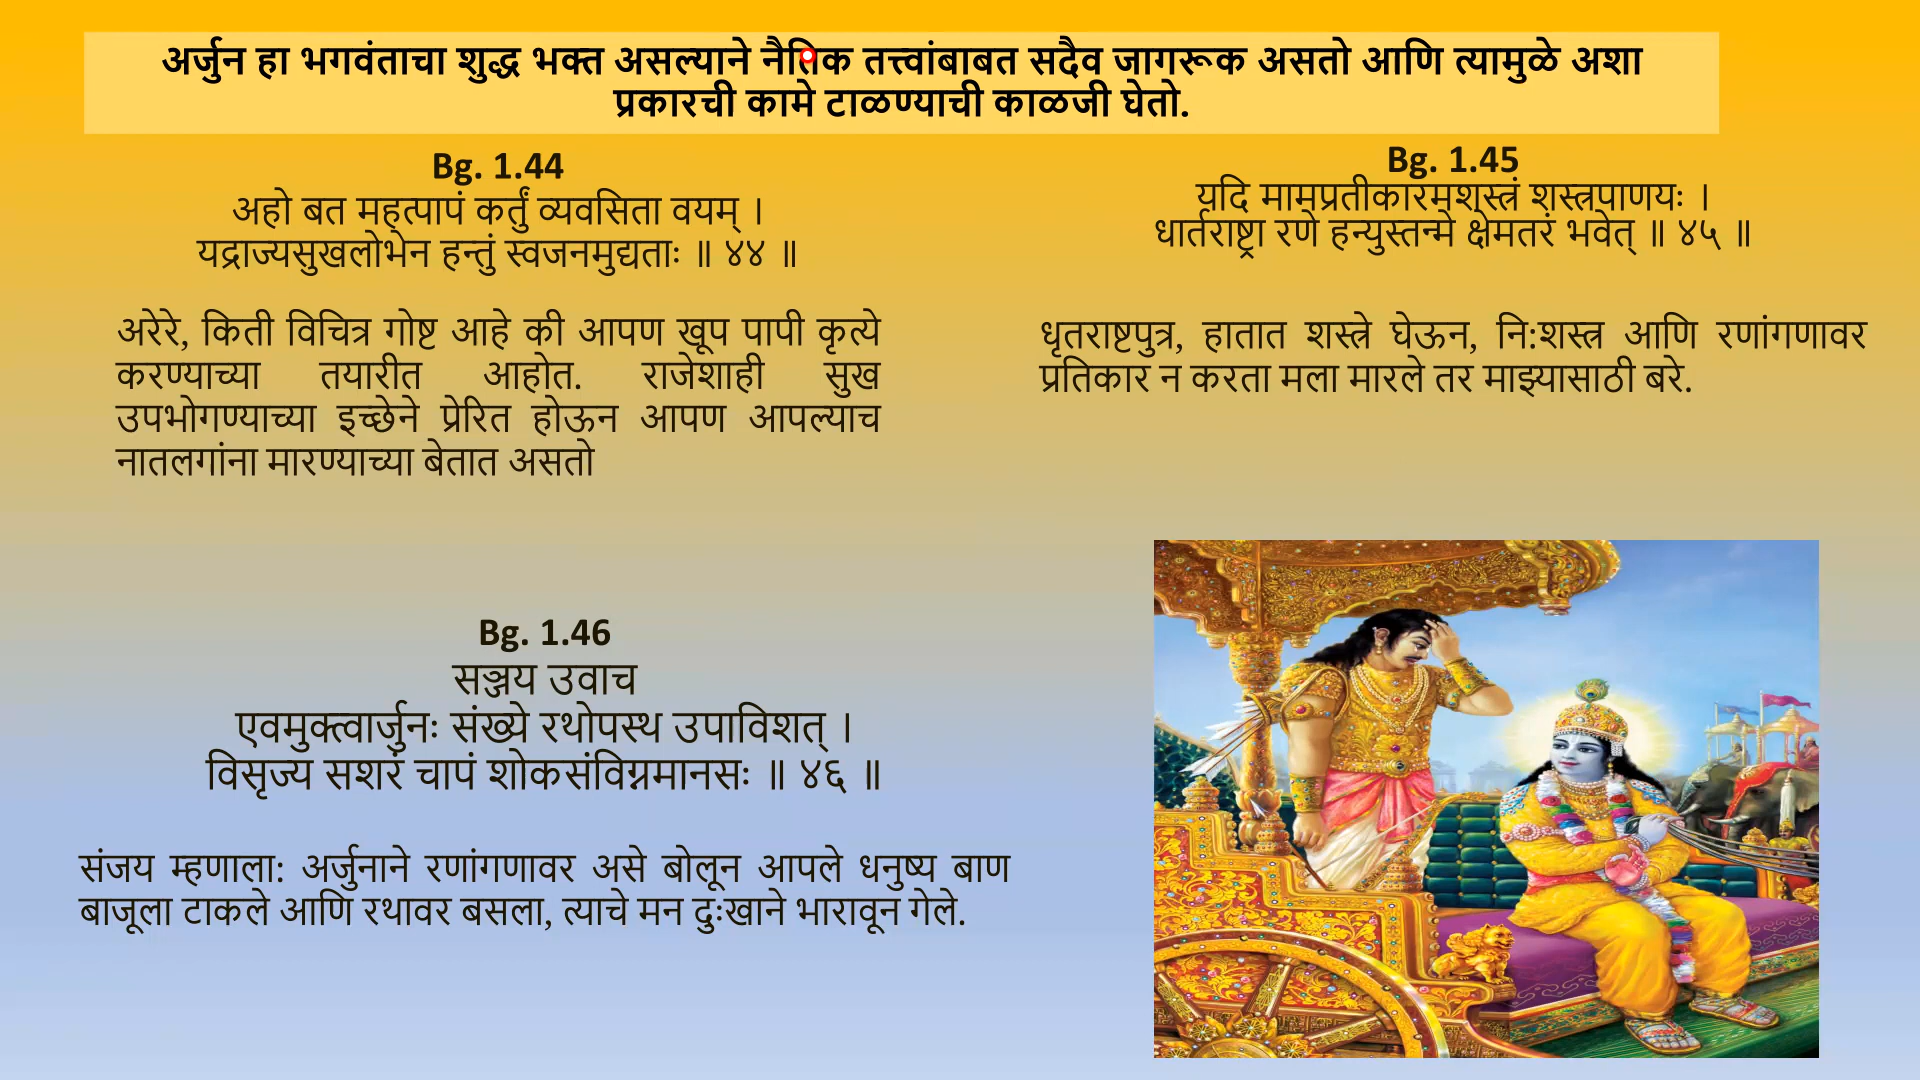 अर्जुन हा भगवंताचा शुद्ध भक्त असल्याने नैतिक तत्त्वांबाबत सदैव जागरूक असतो आणि त्यामुळे अशा
प्रकारची कामे टाळण्याची काळजी घेतो.
Bg. 1.44
अहो बत महत्पापं कर्तुं व्यवसिता वयम् ।
यद्राज्यसुखलोभेन हन्तुं स्वजनमुद्यताः ॥ ४४ ॥
अरेरे, किती विचित्र गोष्ट आहे की आपण खूप पापी कृत्ये
करण्याच्या तयारीत आहोत. राजेशाही सुख
उपभोगण्याच्या इच्छेने प्रेरित होऊन आपण आपल्याच
नातलगांना मारण्याच्या बेतात असतो
Bg. 1.45
यदि मामप्रतीकारमशस्त्रं शस्त्रपाणयः ।
धार्तराष्ट्रा रणे हन्युस्तन्मे क्षेमतरं भवेत् ॥ ४५ ॥
धृतराष्टपुत्र, हातात शस्त्रे घेऊन, नि:शस्त्र आणि रणांगणावर
प्रतिकार न करता मला मारले तर माझ्यासाठी बरे.
Bg. 1.46
सञ्जय उवाच
एवमुक्त्वार्जुनः संख्ये रथोपस्थ उपाविशत् ।
विसृज्य सशरं चापं शोकसंविग्नमानसः ॥ ४६ ॥
संजय म्हणाला: अर्जुनाने रणांगणावर असे बोलून आपले धनुष्य बाण
बाजूला टाकले आणि रथावर बसला, त्याचे मन दुःखाने भारावून गेले.